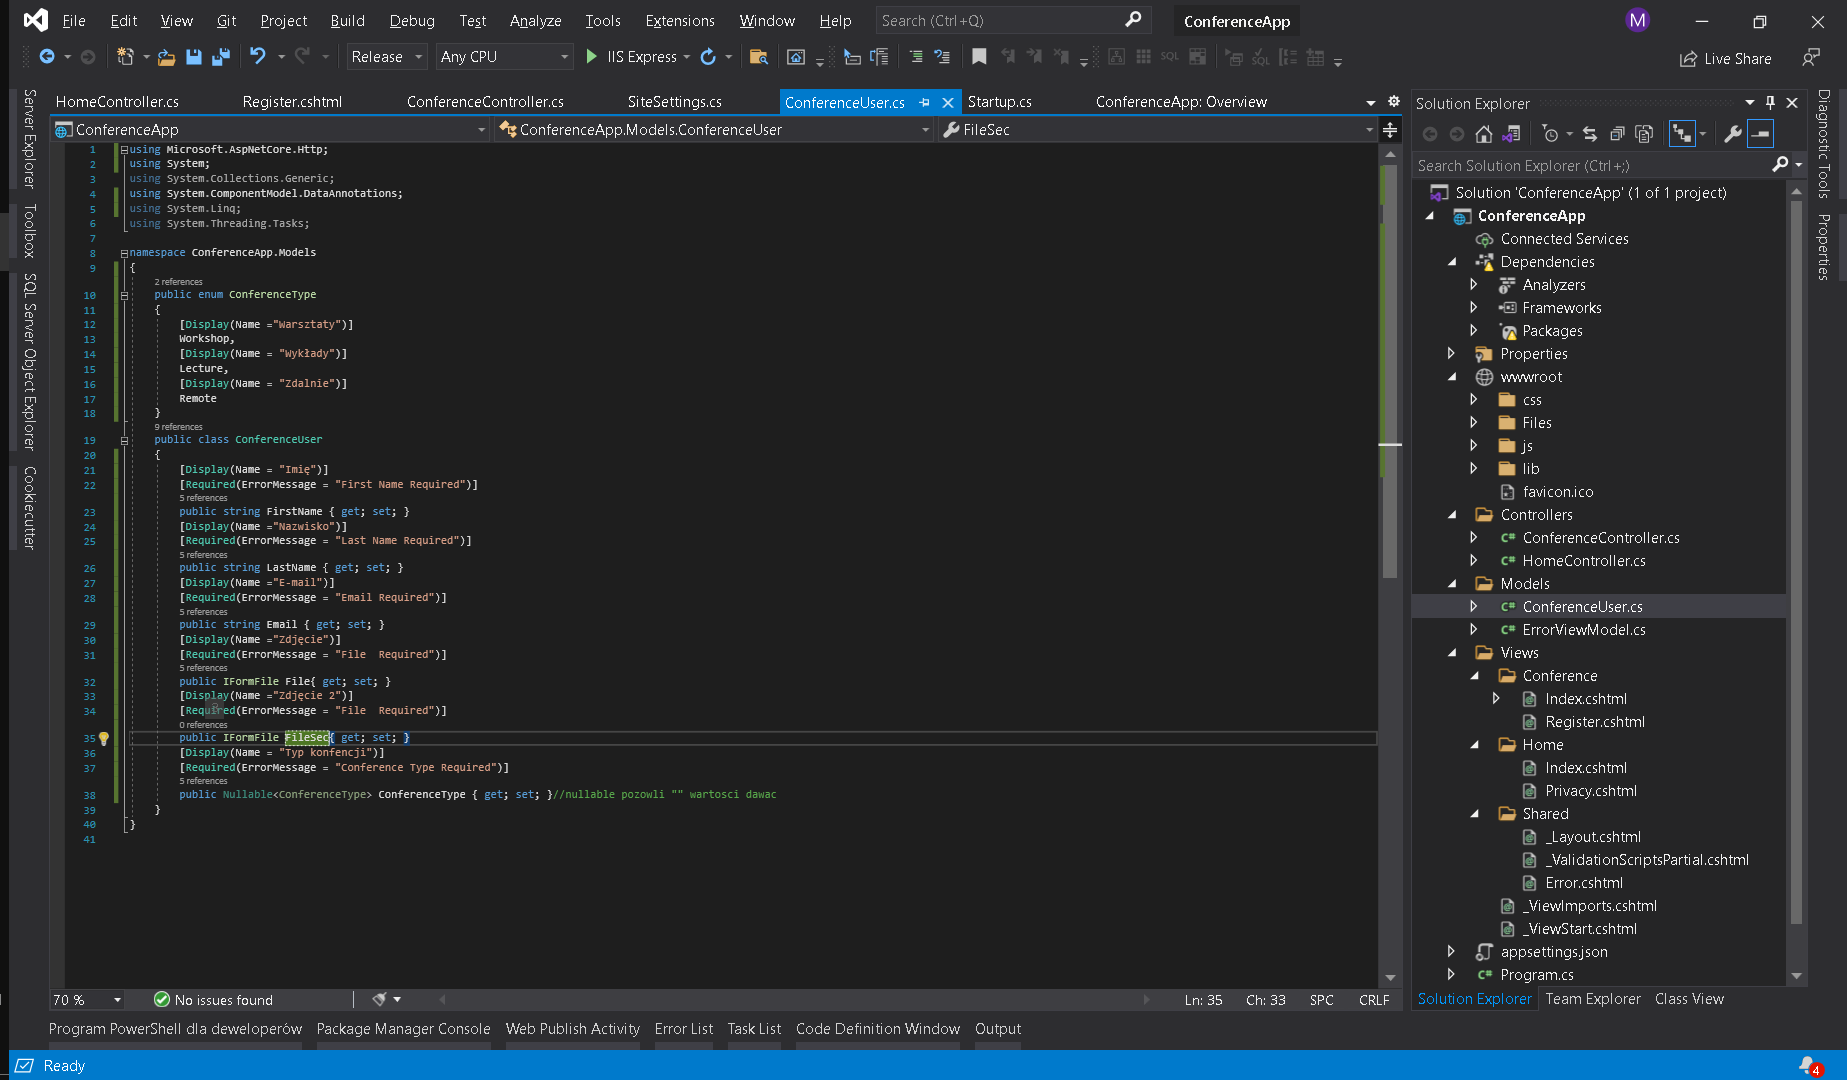 File Edit View Git Project Build Debug Test Analyze Tools Extensions Window Help Search (Ctrl+Q) ConferenceApp M
Release Any CPU IIS Express Live Share
HomeController.cs Register.cshtml ConferenceController.cs SiteSettings.cs ConferenceUser.cs Startup.cs ConferenceApp: Overview
ConferenceApp ConferenceApp.Models.ConferenceUser FileSec
1 using Microsoft.AspNetCore.Http;
2 using System;
3 using System.Collections.Generic;
4 using System.ComponentModel.DataAnnotations;
5 using System.Linq;
6 using System.Threading.Tasks;
7
8 namespace ConferenceApp.Models
9 {
2 references
10 public enum ConferenceType
11 {
12 [Display(Name ="Warsztaty")]
13 Workshop,
14 [Display(Name = "Wykłady")]
15 Lecture,
16 [Display(Name = "Zdalnie")]
17 Remote
18 }
9 references
19 public class ConferenceUser
20 {
21 [Display(Name = "Imię")]
22 [Required(ErrorMessage = "First Name Required")]
5 references
23 public string FirstName { get; set; }
24 [Display(Name ="Nazwisko")]
25 [Required(ErrorMessage = "Last Name Required")]
5 references
26 public string LastName { get; set; }
27 [Display(Name ="E-mail")]
28 [Required(ErrorMessage = "Email Required")]
5 references
29 public string Email { get; set; }
30 [Display(Name ="Zdjęcie")]
31 [Required(ErrorMessage = "File  Required")]
5 references
32 public IFormFile File{ get; set; }
33 [Display(Name ="Zdjęcie 2")]
34 [Required(ErrorMessage = "File  Required")]
0 references
35 public IFormFile FileSec{ get; set; }
36 [Display(Name = "Typ konfencji")]
37 [Required(ErrorMessage = "Conference Type Required")]
5 references
38 public Nullable<ConferenceType> ConferenceType { get; set; }//nullable pozowli "" wartosci dawac
39 }
40 }
41
70 % No issues found Ln: 35 Ch: 33 SPC CRLF
Program PowerShell dla deweloperów Package Manager Console Web Publish Activity Error List Task List Code Definition Window Output
Ready 4
Server Explorer
Toolbox
SQL Server Object Explorer
Cookiecutter
Solution Explorer
Search Solution Explorer (Ctrl+;)
Solution 'ConferenceApp' (1 of 1 project)
ConferenceApp
Connected Services
Dependencies
Analyzers
Frameworks
Packages
Properties
wwwroot
css
Files
js
lib
favicon.ico
Controllers
C# ConferenceController.cs
C# HomeController.cs
Models
C# ConferenceUser.cs
C# ErrorViewModel.cs
Views
Conference
Index.cshtml
Register.cshtml
Home
Index.cshtml
Privacy.cshtml
Shared
_Layout.cshtml
_ValidationScriptsPartial.cshtml
Error.cshtml
_ViewImports.cshtml
_ViewStart.cshtml
appsettings.json
C# Program.cs
Solution Explorer Team Explorer Class View
Diagnostic Tools
Properties